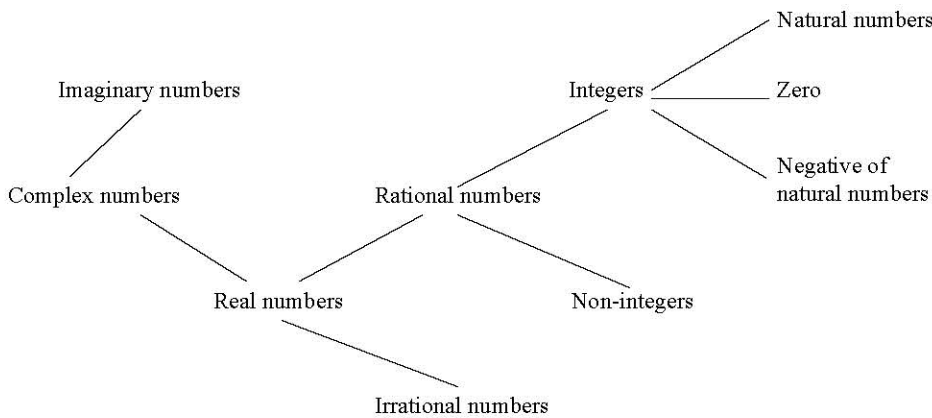 Natural numbers
Imaginary numbers
Integers
Zero
Complex numbers
Rational numbers
Negative of
natural numbers
Real numbers
Non-integers
Irrational numbers